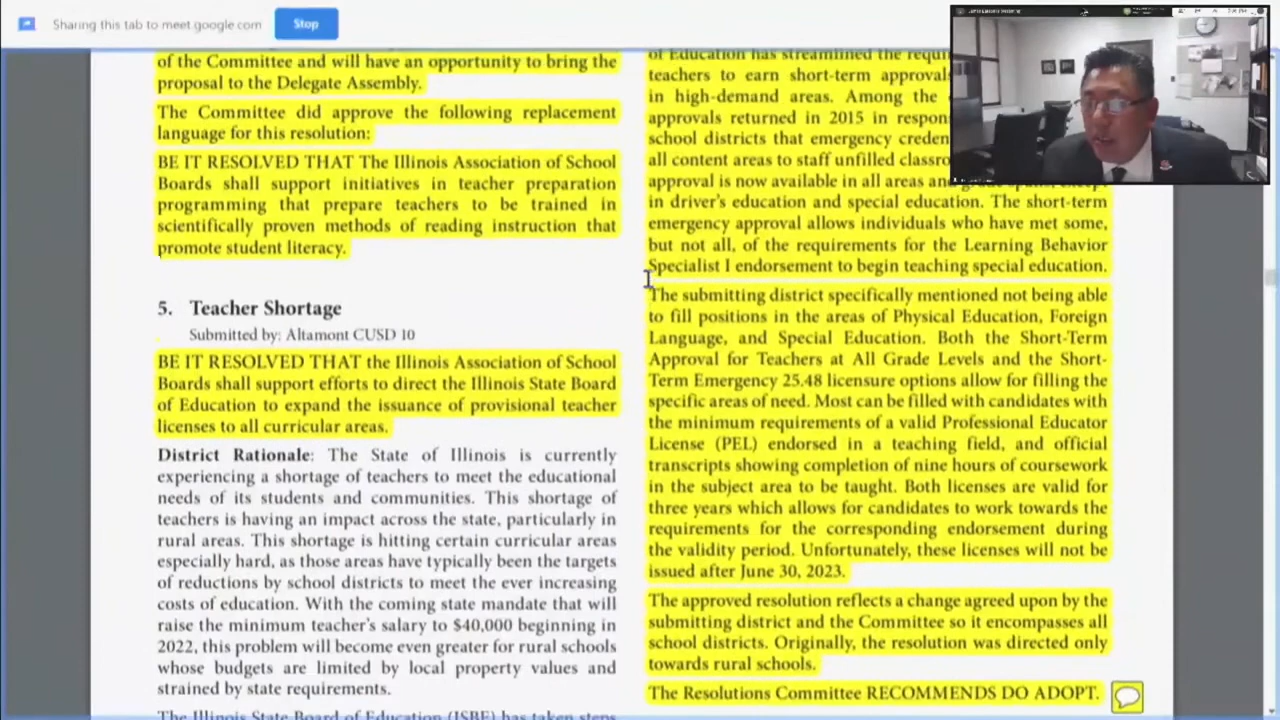 Sharing this tab to meet.google.com
Stop
of the Committee and will have an opportunity to bring the
proposal to the Delegate Assembly.
The Committee did approve the following replacement
language for this resolution:
BE IT RESOLVED THAT The Illinois Association of School
Boards shall support initiatives in teacher preparation
programming that prepare teachers to be trained in
scientifically proven methods of reading instruction that
promote student literacy.
5. Teacher Shortage
Submitted by: Altamont CUSD 10
BE IT RESOLVED THAT the Illinois Association of School
Boards shall support efforts to direct the Illinois State Board
of Education to expand the issuance of provisional teacher
licenses to all curricular areas.
District Rationale: The State of Illinois is currently
experiencing a shortage of teachers to meet the educational
needs of its students and communities. This shortage of
teachers is having an impact across the state, particularly in
rural areas. This shortage is hitting certain curricular areas
especially hard, as those areas have typically been the targets
of reductions by school districts to meet the ever increasing
costs of education. With the coming state mandate that will
raise the minimum teacher's salary to $40,000 beginning in
2022, this problem will become even greater for rural schools
whose budgets are limited by local property values and
strained by state requirements.
The Illinois State Board of Education (ISBE) has taken steps
of Education has streamlined the
teachers to earn short-term
in high-demand areas. Among the
approvals returned in 2015 in
school districts that emergency
all content areas to staff unfilled
approval is now available in all areas
in driver's education and special education. The short-term
emergency approval allows individuals who have met some,
but not all, of the requirements for the Learning Behavior
Specialist I endorsement to begin teaching special education.
The submitting district specifically mentioned not being able
to fill positions in the areas of Physical Education, Foreign
Language, and Special Education. Both the Short-Term
Approval for Teachers at All Grade Levels and the Short-
Term Emergency 25.48 licensure options allow for filling the
specific areas of need. Most can be filled with candidates with
the minimum requirements of a valid Professional Educator
License (PEL) endorsed in a teaching field, and official
transcripts showing completion of nine hours of coursework
in the subject area to be taught. Both licenses are valid for
three years which allows for candidates to work towards the
requirements for the corresponding endorsement during
the validity period. Unfortunately, these licenses will not be
issued after June 30, 2023.
The approved resolution reflects a change agreed upon by the
submitting district and the Committee so it encompasses all
school districts. Originally, the resolution was directed only
towards rural schools.
The Resolutions Committee RECOMMENDS DO ADOPT.